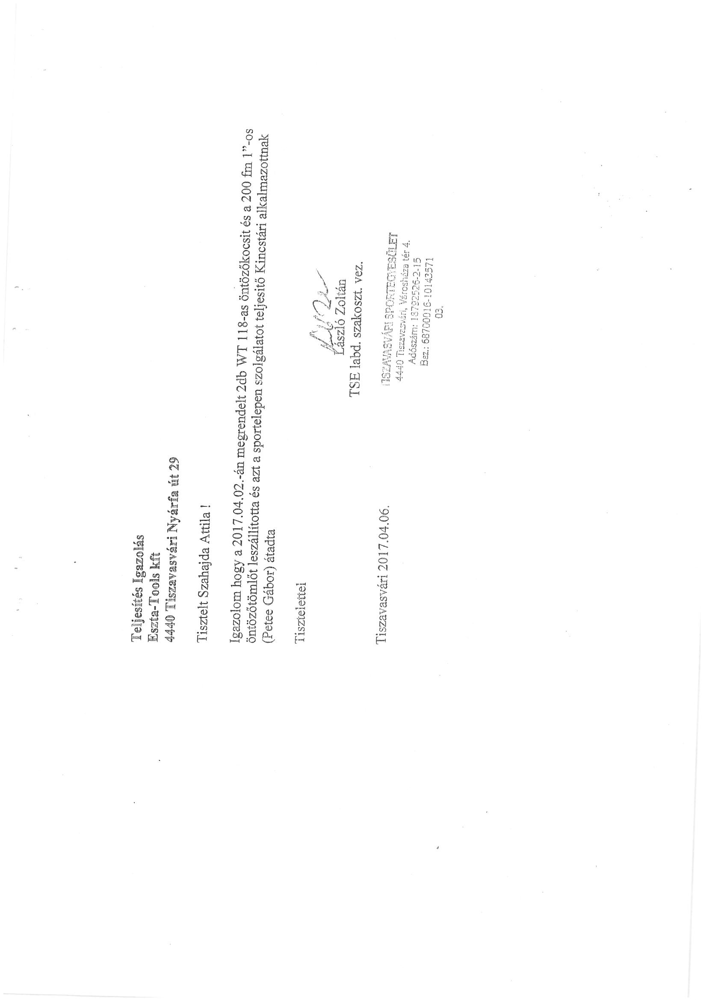 Teljesítés Igazolás
Eszta-Tools kft
4440 Tiszavasvári Nyárfa út 29
Tisztelt Szahajda Attila !
Igazolom hogy a 2017.04.02.-án megrendelt 2db WT 118-as öntözőkocsit és a 200 fm 1”-os
öntözőtömlőt leszállította és azt a sportelepen szolgálatot teljesitő Kincstári alkalmazottnak
(Petee Gábor) átadta
Tisztelettel
László Zoltán
TSE labd. szakoszt. vez.
Tiszavasvári 2017.04.06.
TISZAVASVÁRI SPORTEGYESÜLET
4440 Tiszavasvári, Városháza tér 4.
Adószám: 18792526-2-15
Bsz.: 68700016-10143571
03.